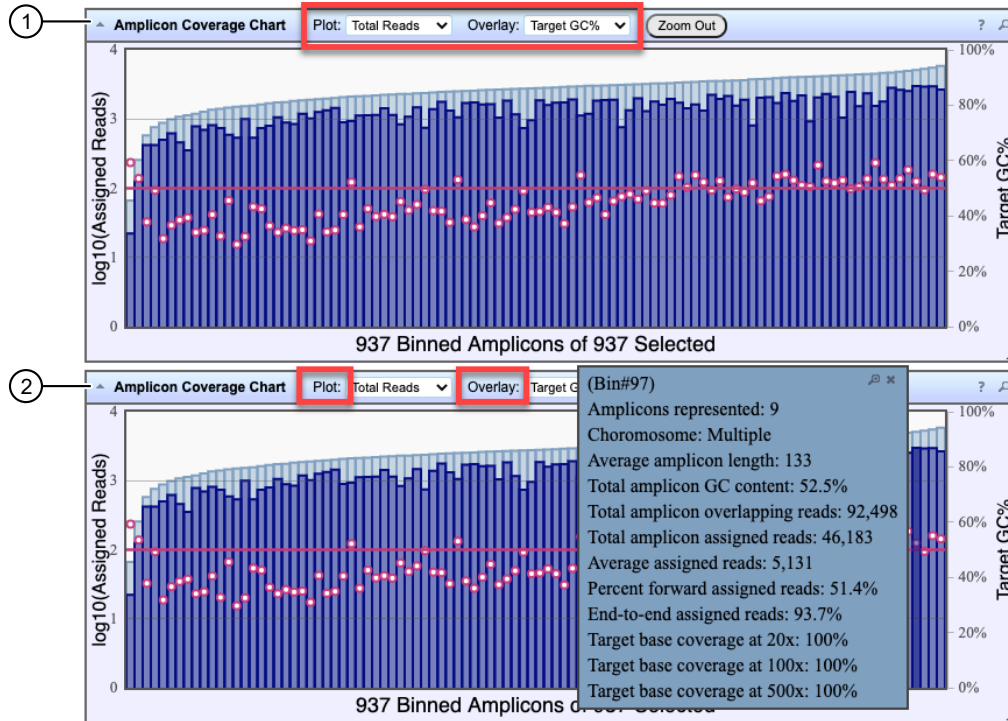 1
Amplicon Coverage Chart Plot: Total Reads Overlay: Target GC% Zoom Out ?
4 100%
3 80%
60%
2
40%
1
20%
0 0%
log10(Assigned Reads)
Target GC%
937 Binned Amplicons of 937 Selected
2
Amplicon Coverage Chart Plot: Total Reads Overlay: Target G ?
(Bin#97)
Amplicons represented: 9
Choromosome: Multiple
Average amplicon length: 133
Total amplicon GC content: 52.5%
Total amplicon overlapping reads: 92,498
Total amplicon assigned reads: 46,183
Average assigned reads: 5,131
Percent forward assigned reads: 51.4%
End-to-end assigned reads: 93.7%
Target base coverage at 20x: 100%
Target base coverage at 100x: 100%
Target base coverage at 500x: 100%
4 100%
3 80%
60%
2
40%
1
20%
0 0%
log10(Assigned Reads)
Target GC%
937 Binned Amplicons of 937 Selected